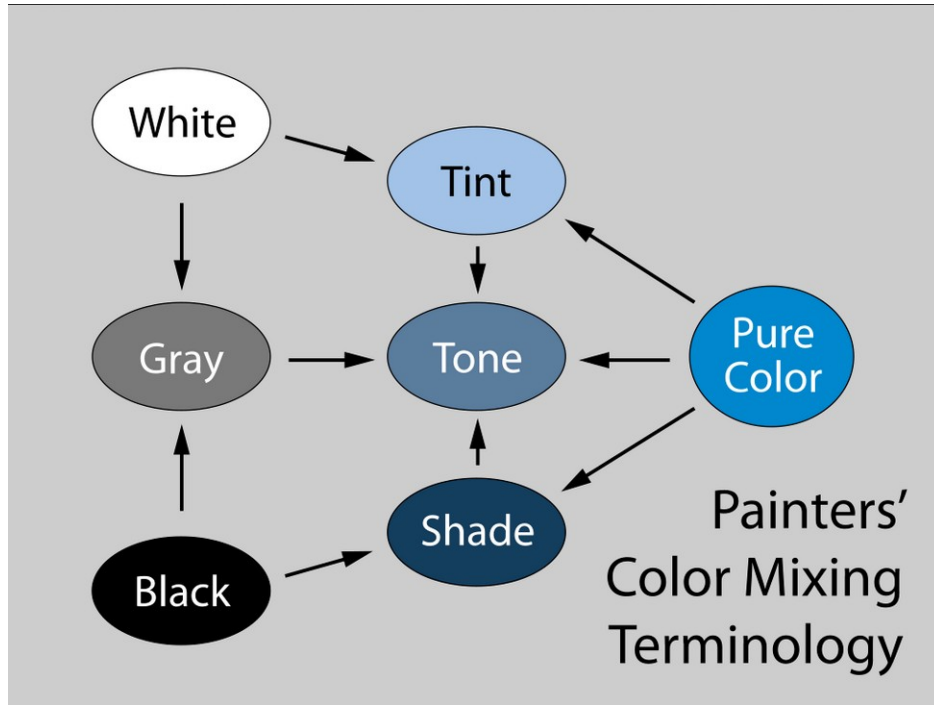 White
Tint
Gray
Tone
Pure
Color
Shade
Black
Painters’
Color Mixing
Terminology